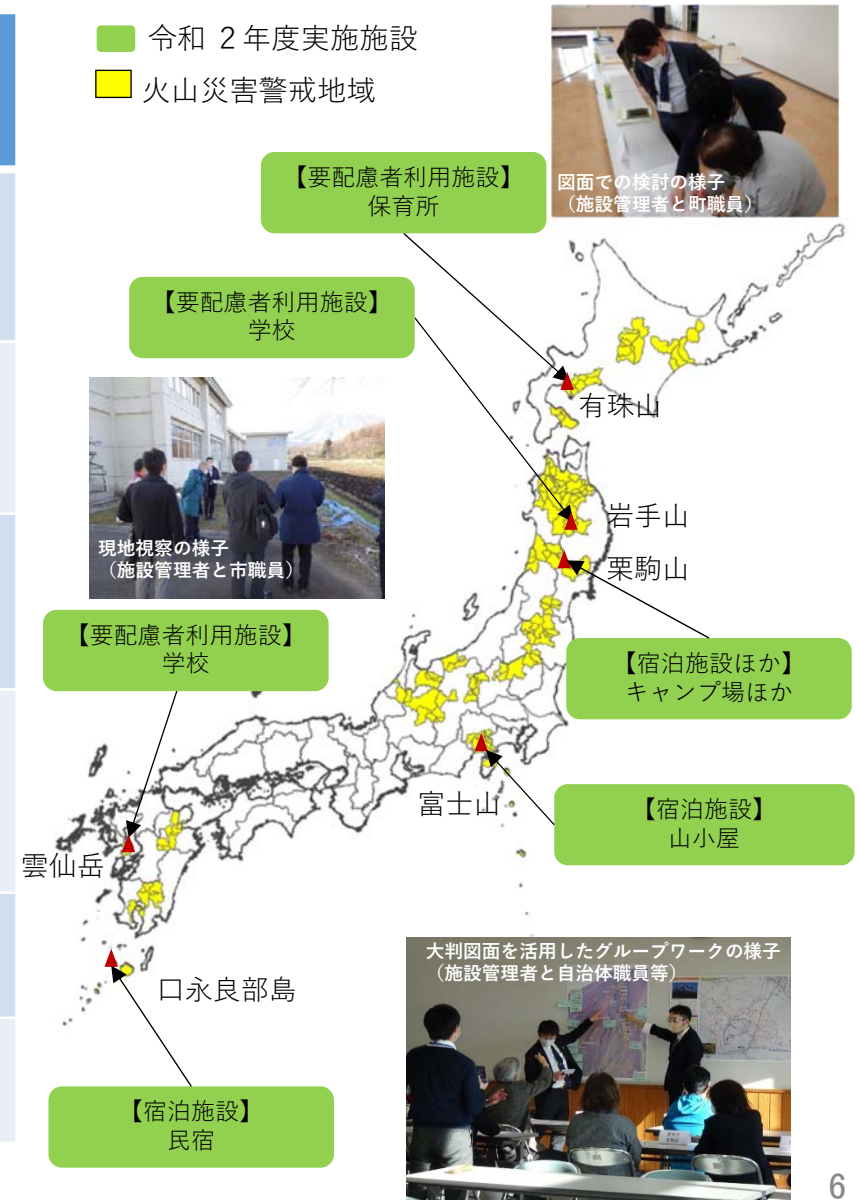 令和 2年度実施施設
火山災害警戒地域
図面での検討の様子
（施設管理者と町職員）
【要配慮者利用施設】
保育所
【要配慮者利用施設】
学校
有珠山
現地視察の様子
（施設管理者と市職員）
岩手山
栗駒山
【要配慮者利用施設】
学校
【宿泊施設ほか】
キャンプ場ほか
富士山
【宿泊施設】
山小屋
雲仙岳
口永良部島
大判図面を活用したグループワークの様子
（施設管理者と自治体職員等）
【宿泊施設】
民宿
6